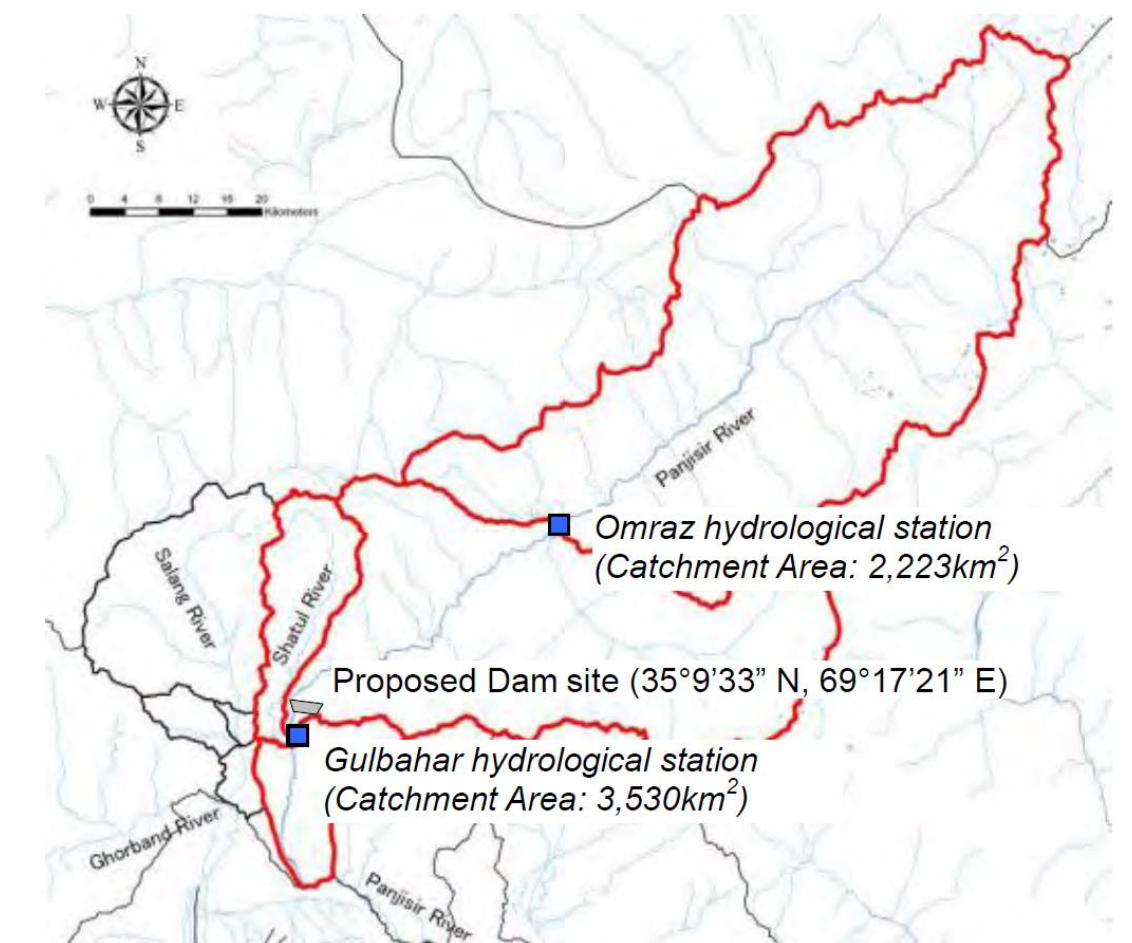 N
W E
S
0 4 8 12 16 20
Kilometers
Panjisir River
Omraz hydrological station
(Catchment Area: 2,223km²)
Salang River
Shatul River
Proposed Dam site (35°9’33” N, 69°17’21” E)
Gulbahar hydrological station
(Catchment Area: 3,530km²)
Ghorband River
Panjisir River